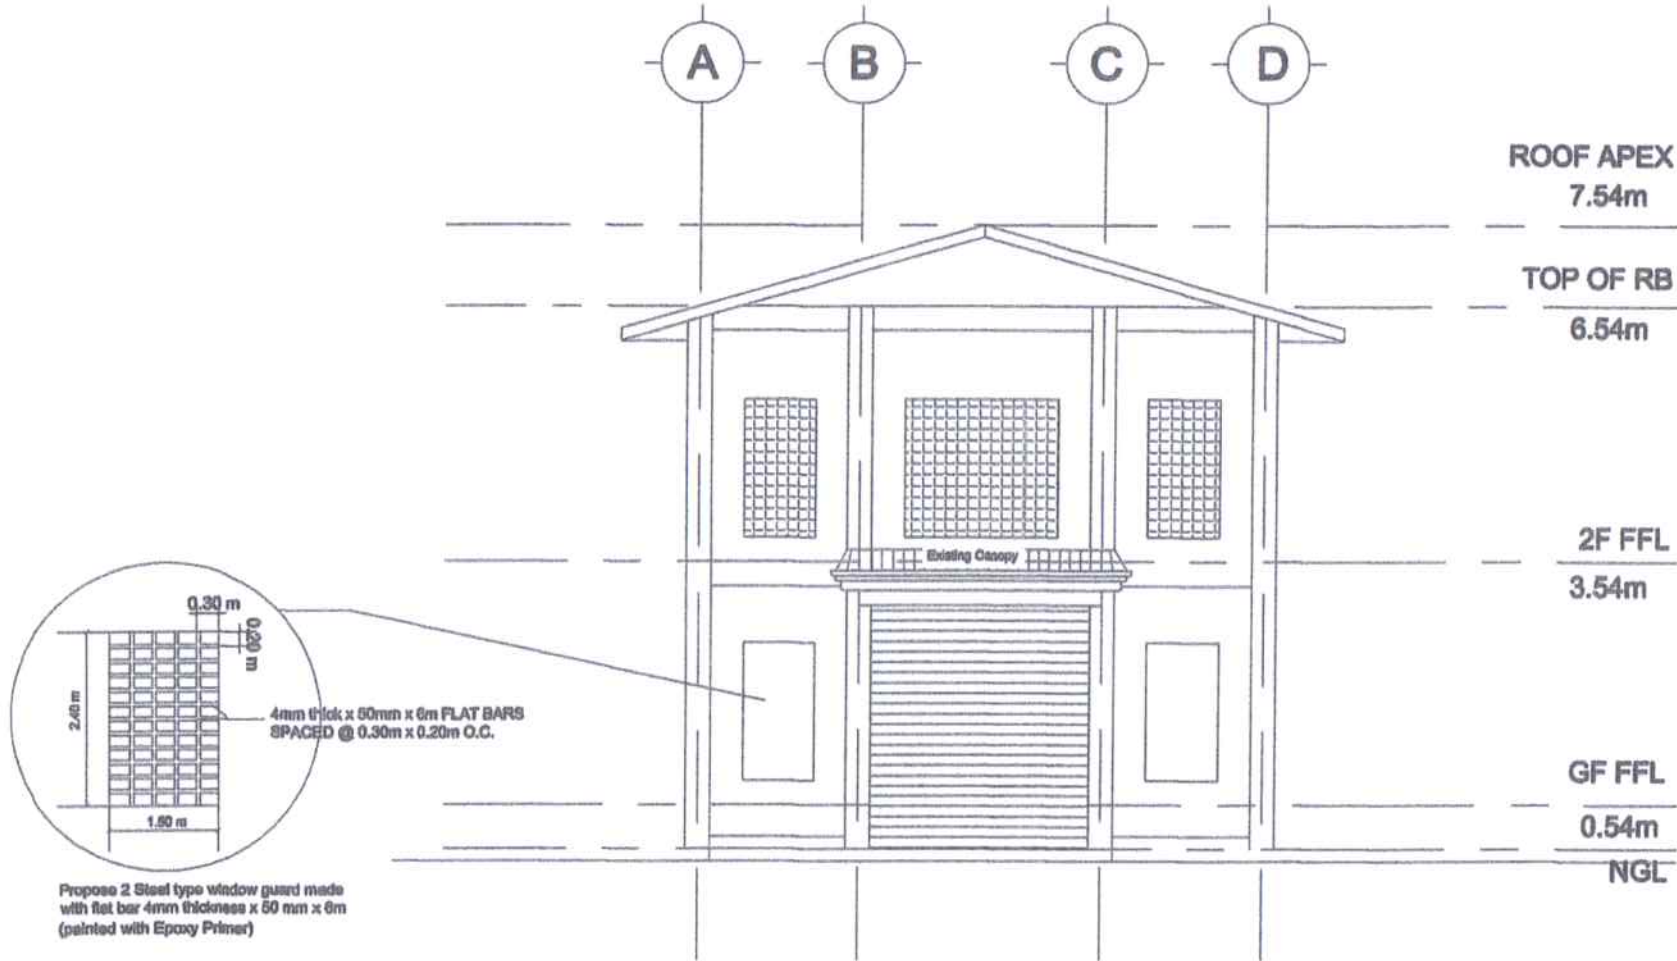 A
B
C
D
ROOF APEX
7.54m
TOP OF RB
6.54m
Existing Canopy
2F FFL
3.54m
0.30 m
0.20 m
2.40 m
4mm thick x 50mm x 6m FLAT BARS
SPACED @ 0.30m x 0.20m O.C.
1.50 m
GF FFL
0.54m
NGL
Propose 2 Steel type window guard made
with flat bar 4mm thickness x 50 mm x 6m
(painted with Epoxy Primer)